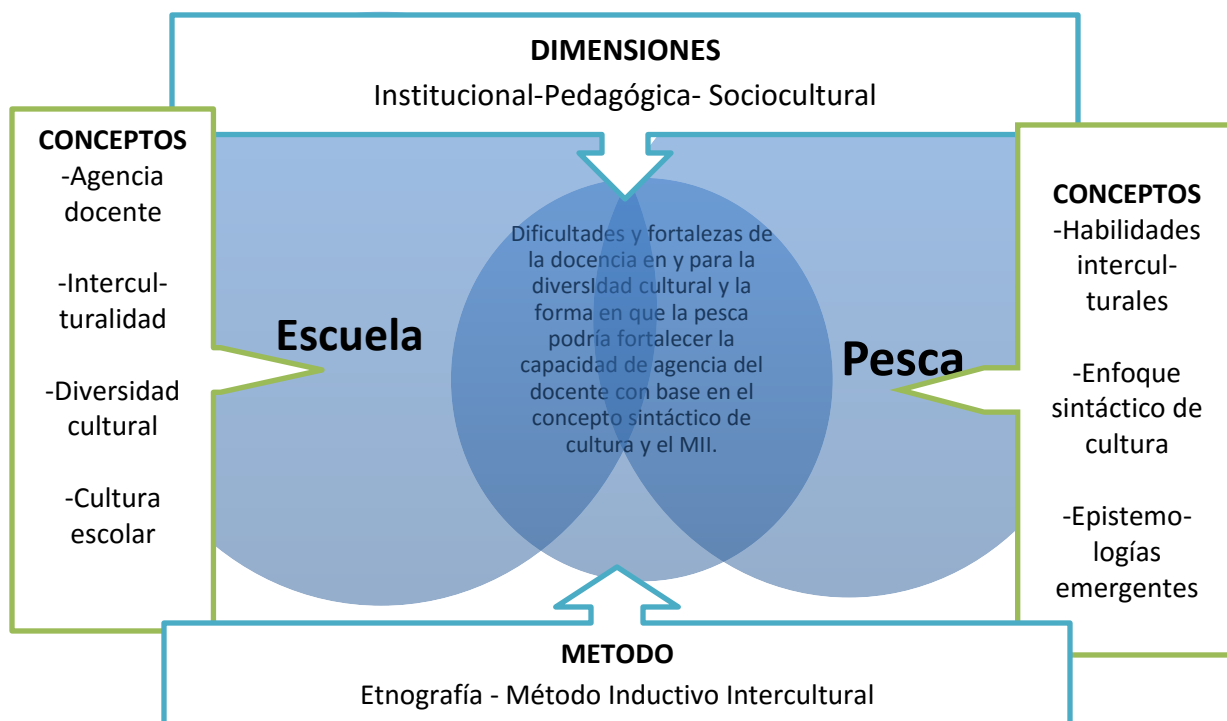 DIMENSIONES
Institucional-Pedagógica- Sociocultural
CONCEPTOS
-Agencia
docente
-Intercul-
turalidad
-Diversidad
cultural
-Cultura
escolar
Escuela
Dificultades y fortalezas de
la docencia en y para la
diversidad cultural y la
forma en que la pesca
podría fortalecer la
capacidad de agencia del
docente con base en el
concepto sintáctico de
cultura y el MII.
Pesca
CONCEPTOS
-Habilidades
intercul-
turales
-Enfoque
sintáctico de
cultura
-Epistemo-
logías
emergentes
METODO
Etnografía - Método Inductivo Intercultural